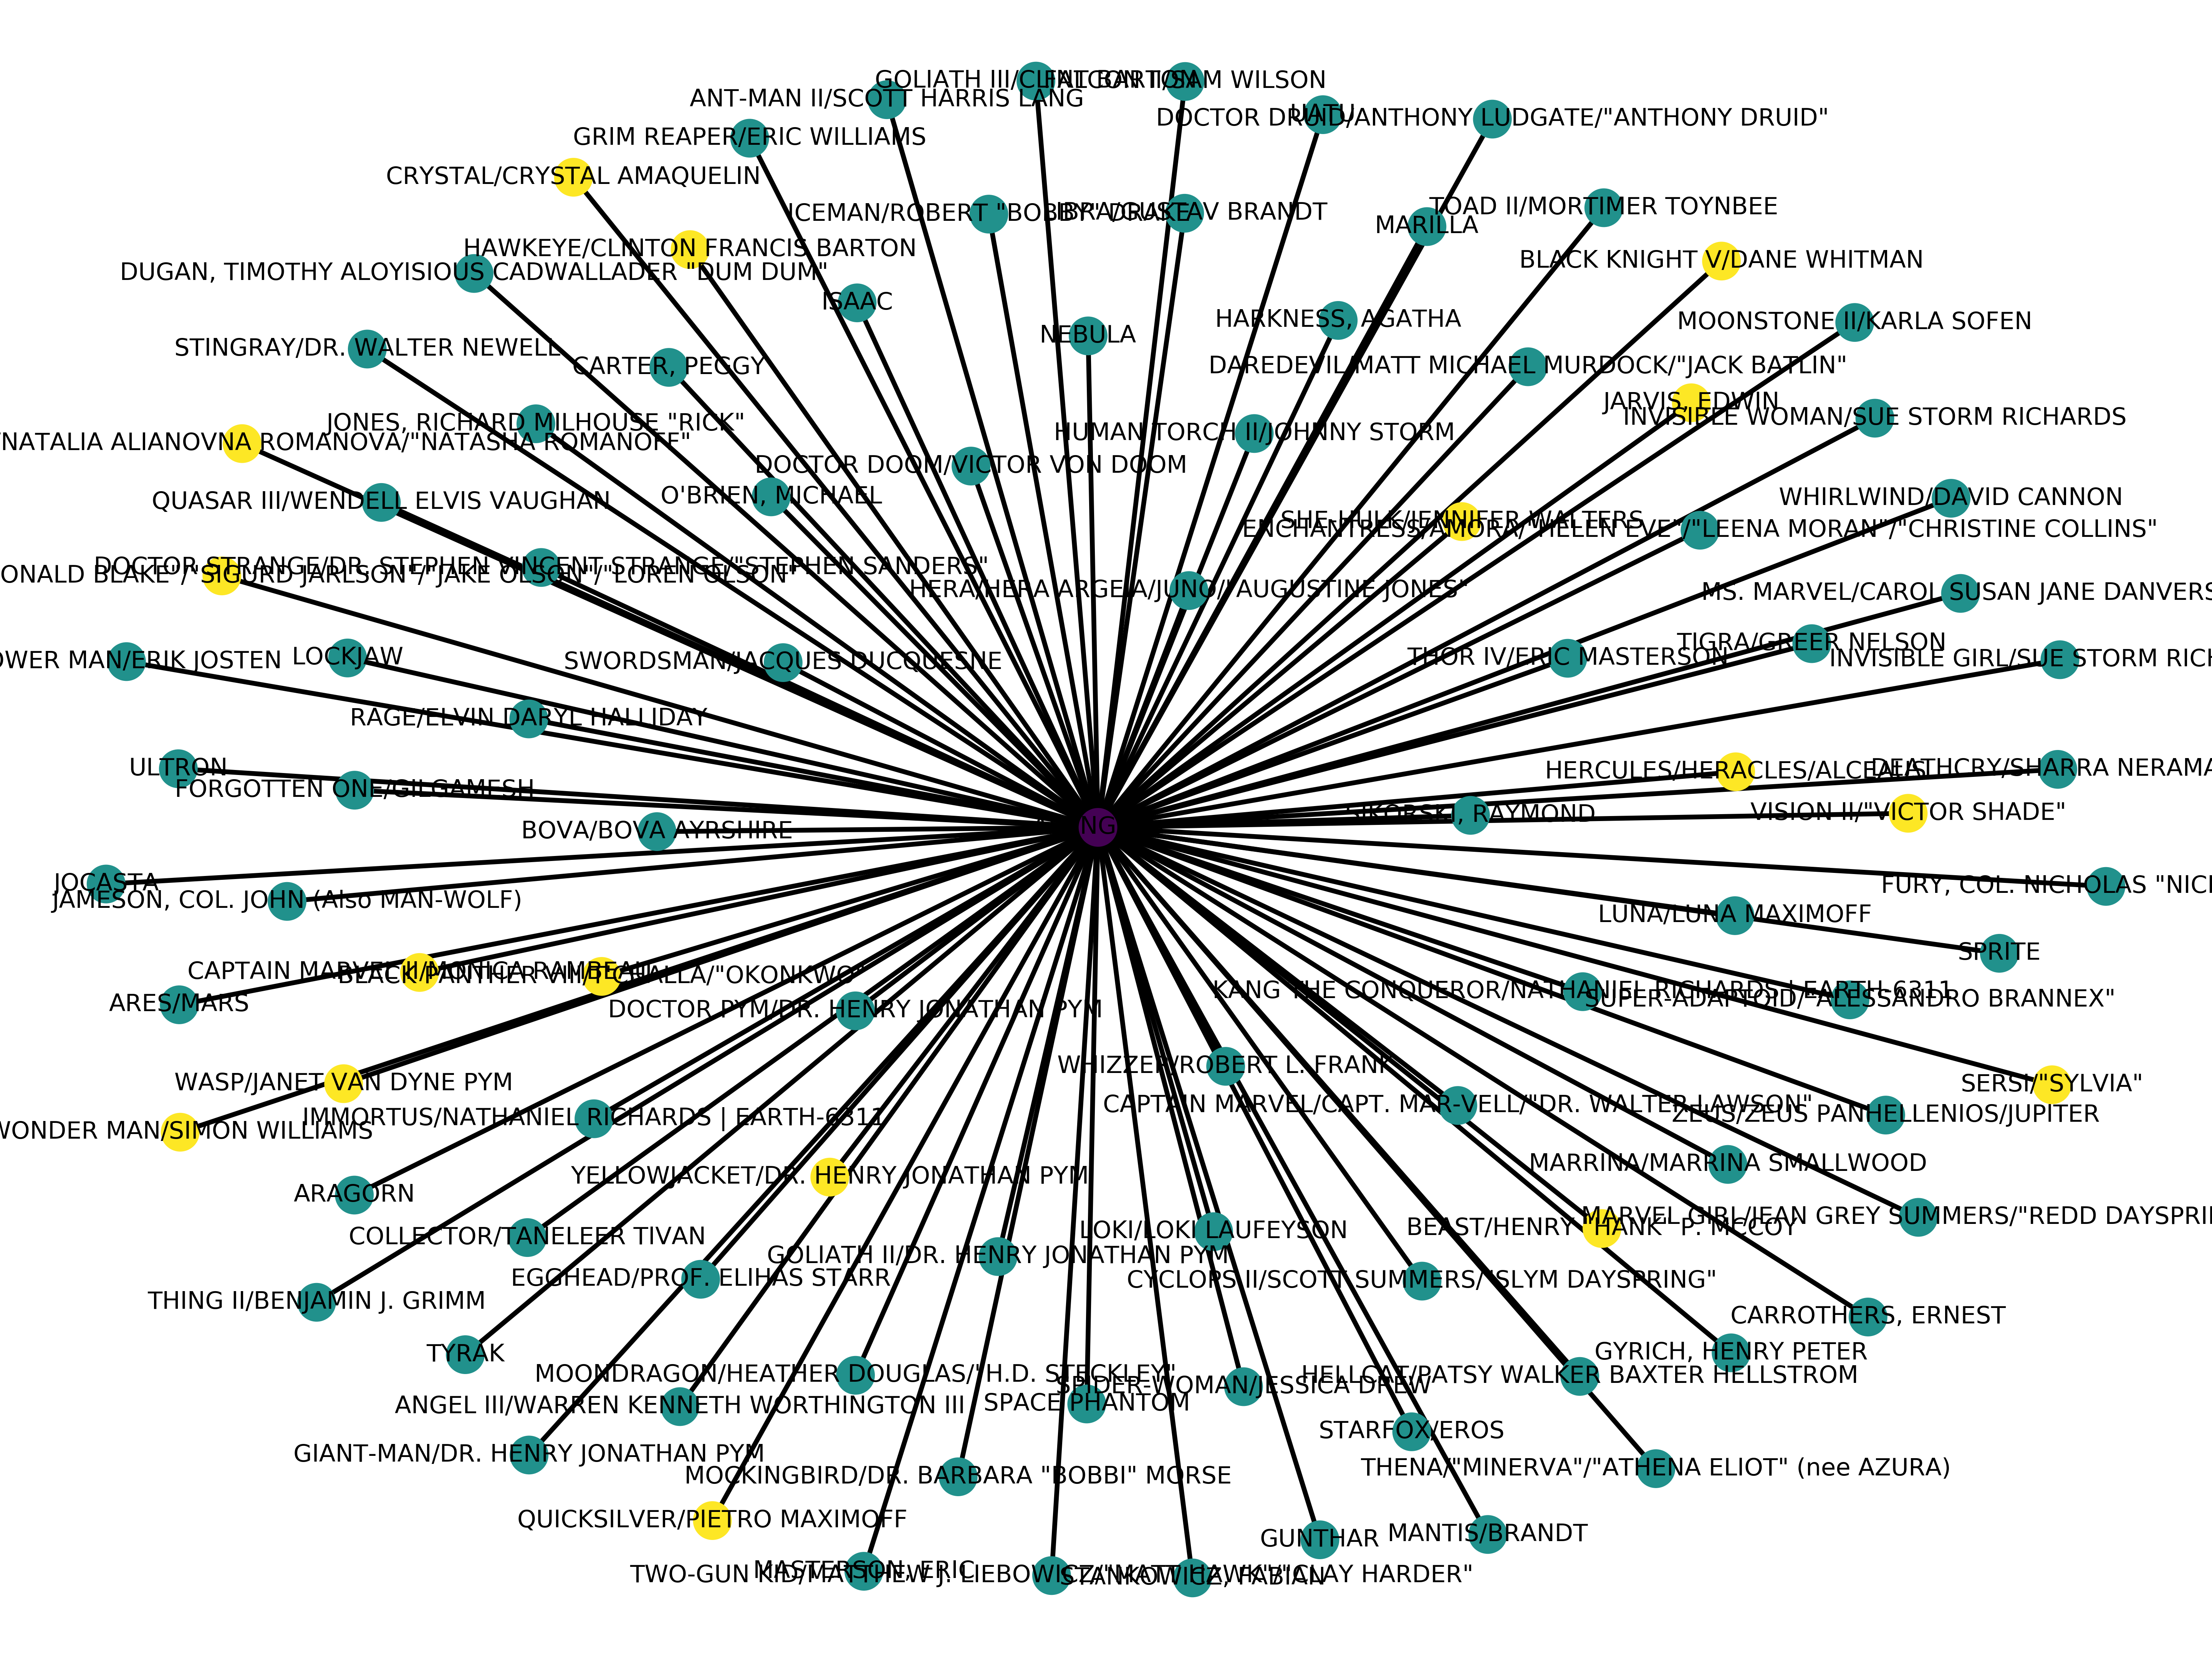 GOLIATH III/CLINT BARTON
FALCON II/SAM WILSON
ANT-MAN II/SCOTT HARRIS LANG
UATU
DOCTOR DRUID/ANTHONY LUDGATE/"ANTHONY DRUID"
GRIM REAPER/ERIC WILLIAMS
CRYSTAL/CRYSTAL AMAQUELIN
TOAD II/MORTIMER TOYNBEE
ICEMAN/ROBERT "BOBBY" DRAKE
GUSTAV BRANDT
MARILLA
HAWKEYE/CLINTON FRANCIS BARTON
BLACK KNIGHT V/DANE WHITMAN
DUGAN, TIMOTHY ALOYISIOUS CADWALLADER "DUM DUM"
ISAAC
HARKNESS, AGATHA
MOONSTONE II/KARLA SOFEN
NEBULA
STINGRAY/DR. WALTER NEWELL
CARTER, PEGGY
DAREDEVIL/MATT MICHAEL MURDOCK/"JACK BATLIN"
JARVIS, EDWIN
INVISIBLE WOMAN/SUE STORM RICHARDS
JONES, RICHARD MILHOUSE "RICK"
HUMAN TORCH II/JOHNNY STORM
/NATALIA ALIANOVNA ROMANOVA/"NATASHA ROMANOFF"
DOCTOR DOOM/VICTOR VON DOOM
QUASAR III/WENDELL ELVIS VAUGHAN
O'BRIEN, MICHAEL
WHIRLWIND/DAVID CANNON
SHE-HULK/JENNIFER WALTERS
ENCHANTRESS/AMORA/"HELEN EVE"/"LEENA MORAN"/"CHRISTINE COLLINS"
DOCTOR STRANGE/DR. STEPHEN VINCENT STRANGE/"STEPHEN SANDERS"
ONALD BLAKE"/"SIGURD JARLSON"/"JAKE OLSON"/"LOREN OLSON"
HERA/HERA ARGEIA/JUNO/"AUGUSTINE JONES"
MS. MARVEL/CAROL SUSAN JANE DANVERS
OWER MAN/ERIK JOSTEN
LOCKJAW
SWORDSMAN/JACQUES DUCQUESNE
THOR IV/ERIC MASTERSON
TIGRA/GREER NELSON
INVISIBLE GIRL/SUE STORM RICH
RAGE/ELVIN DARYL HALLIDAY
ULTRON
HERCULES/HERACLES/ALCEAUS
DEATHCRY/SHARRA NERAMA
FORGOTTEN ONE/GILGAMESH
BOVA/BOVA AYRSHIRE
NG
SIKORSKI, RAYMOND
VISION II/"VICTOR SHADE"
JOCASTA
JAMESON, COL. JOHN (Also MAN-WOLF)
FURY, COL. NICHOLAS "NICK
LUNA/LUNA MAXIMOFF
SPRITE
CAPTAIN MARVEL II/MONICA RAMBEAU
BLACK PANTHER VIII/T'CHALLA/"OKONKWO"
ARES/MARS
KANG THE CONQUEROR/NATHANIEL RICHARDS | EARTH-6311
SUPER-ADAPTOID/"ALESSANDRO BRANNEX"
DOCTOR PYM/DR. HENRY JONATHAN PYM
WHIZZER/ROBERT L. FRANK
WASP/JANET VAN DYNE PYM
SERSI/"SYLVIA"
CAPTAIN MARVEL/CAPT. MAR-VELL/"DR. WALTER LAWSON"
IMMORTUS/NATHANIEL RICHARDS | EARTH-6311
ZEUS/ZEUS PANHELLENIOS/JUPITER
WONDER MAN/SIMON WILLIAMS
MARRINA/MARRINA SMALLWOOD
YELLOWJACKET/DR. HENRY JONATHAN PYM
ARAGORN
MARVEL GIRL/JEAN GREY SUMMERS/"REDD DAYSPRI
BEAST/HENRY "HANK" P. MCCOY
LOKI/LOKI LAUFEYSON
COLLECTOR/TANELEER TIVAN
GOLIATH II/DR. HENRY JONATHAN PYM
EGGHEAD/PROF. ELIHAS STARR
CYCLOPS II/SCOTT SUMMERS/"SLYM DAYSPRING"
THING II/BENJAMIN J. GRIMM
CARROTHERS, ERNEST
TYRAK
GYRICH, HENRY PETER
MOONDRAGON/HEATHER DOUGLAS/"H.D. STECKLEY"
HELLCAT/PATSY WALKER BAXTER HELLSTROM
SPIDER-WOMAN/JESSICA DREW
ANGEL III/WARREN KENNETH WORTHINGTON III
SPACE PHANTOM
STARFOX/EROS
GIANT-MAN/DR. HENRY JONATHAN PYM
THENA/"MINERVA"/"ATHENA ELIOT" (nee AZURA)
MOCKINGBIRD/DR. BARBARA "BOBBI" MORSE
QUICKSILVER/PIETRO MAXIMOFF
GUNTHAR
MANTIS/BRANDT
MASTERSON, ERIC
TWO-GUN KID/MATTHEW J. LIEBOWICZ/"MATT HAWK"/"CLAY HARDER"
STANKOWICZ, FABIAN